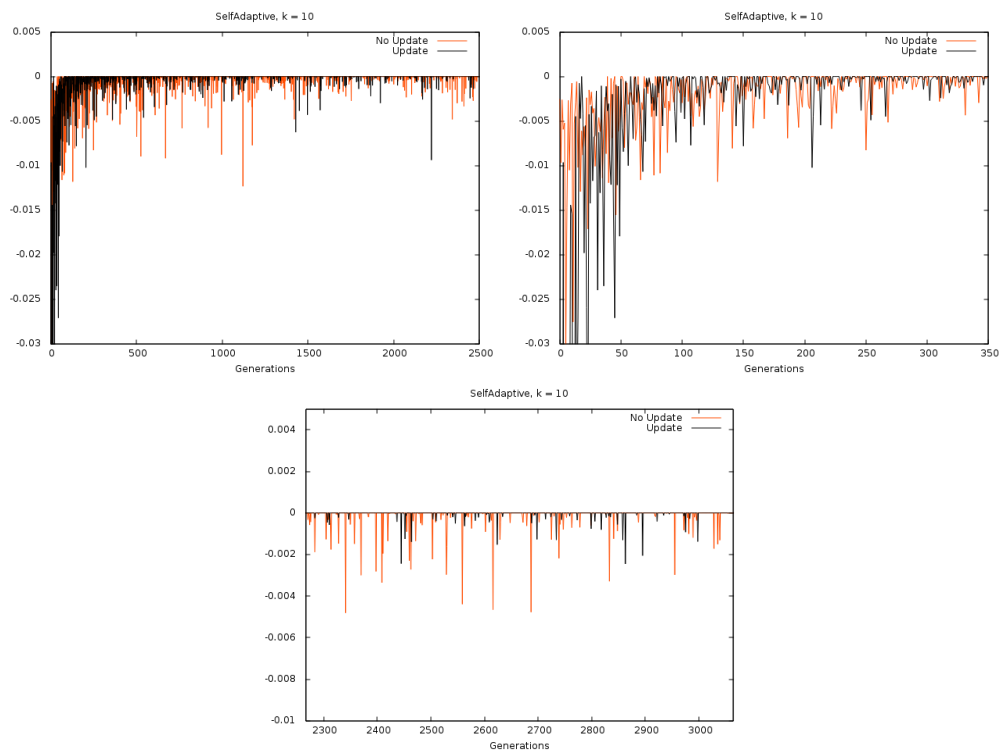 SelfAdaptive, k = 10
0.005
0
-0.005
-0.01
-0.015
-0.02
-0.025
-0.03
No Update
Update
0 500 1000 1500 2000 2500
Generations
SelfAdaptive, k = 10
0.005
0
-0.005
-0.01
-0.015
-0.02
-0.025
-0.03
No Update
Update
0 50 100 150 200 250 300 350
Generations
SelfAdaptive, k = 10
0.004
0.002
0
-0.002
-0.004
-0.006
-0.008
-0.01
No Update
Update
2300 2400 2500 2600 2700 2800 2900 3000
Generations